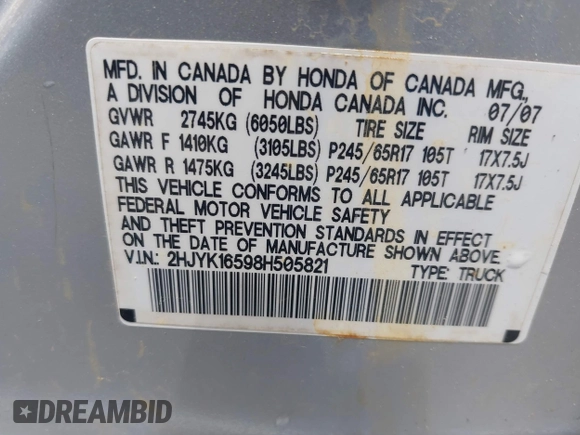 MFD. IN CANADA BY HONDA OF CANADA MFG.,
A DIVISION OF HONDA CANADA INC. 07/07
GVWR 2745KG (6050LBS) TIRE SIZE RIM SIZE
GAWR F 1410KG (3105LBS) P245/65R17 105T 17X7.5J
GAWR R 1475KG (3245LBS) P245/65R17 105T 17X7.5J
THIS VEHICLE CONFORMS TO ALL APPLICABLE
FEDERAL MOTOR VEHICLE SAFETY
AND THEFT PREVENTION STANDARDS IN EFFECT
ON THE DATE OF MANUFACTURE SHOWN ABOVE.
V.I.N.: 2HJYK16598H505821 TYPE: TRUCK
DREAMBID